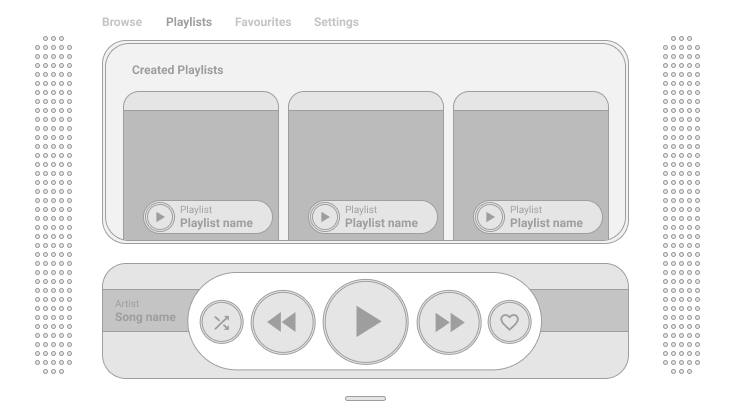 Browse Playlists Favourites Settings
Created Playlists
Playlist
Playlist name
Playlist
Playlist name
Playlist
Playlist name
Artist
Song name